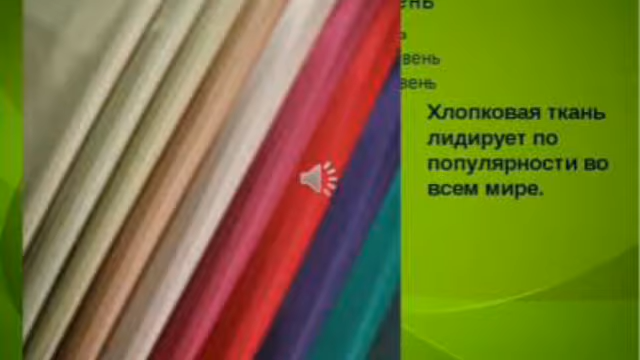 Хлопковая ткань
лидирует по
популярности во
всем мире.